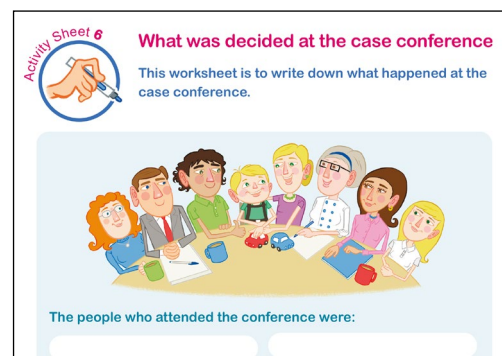 Activity Sheet 6
What was decided at the case conference
This worksheet is to write down what happened at the
case conference.
The people who attended the conference were: